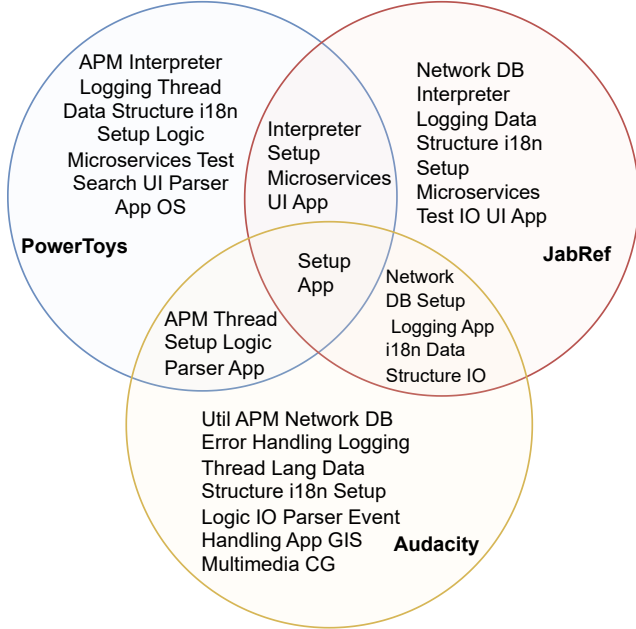 APM Interpreter
Logging Thread
Data Structure i18n
Setup Logic
Microservices Test
Search UI Parser
App OS
PowerToys
Interpreter
Setup
Microservices
UI App
Network DB
Interpreter
Logging Data
Structure i18n
Setup
Microservices
Test IO UI App
JabRef
Setup
App
APM Thread
Setup Logic
Parser App
Network
DB Setup
Logging App
i18n Data
Structure IO
Util APM Network DB
Error Handling Logging
Thread Lang Data
Structure i18n Setup
Logic IO Parser Event
Handling App GIS
Multimedia CG
Audacity